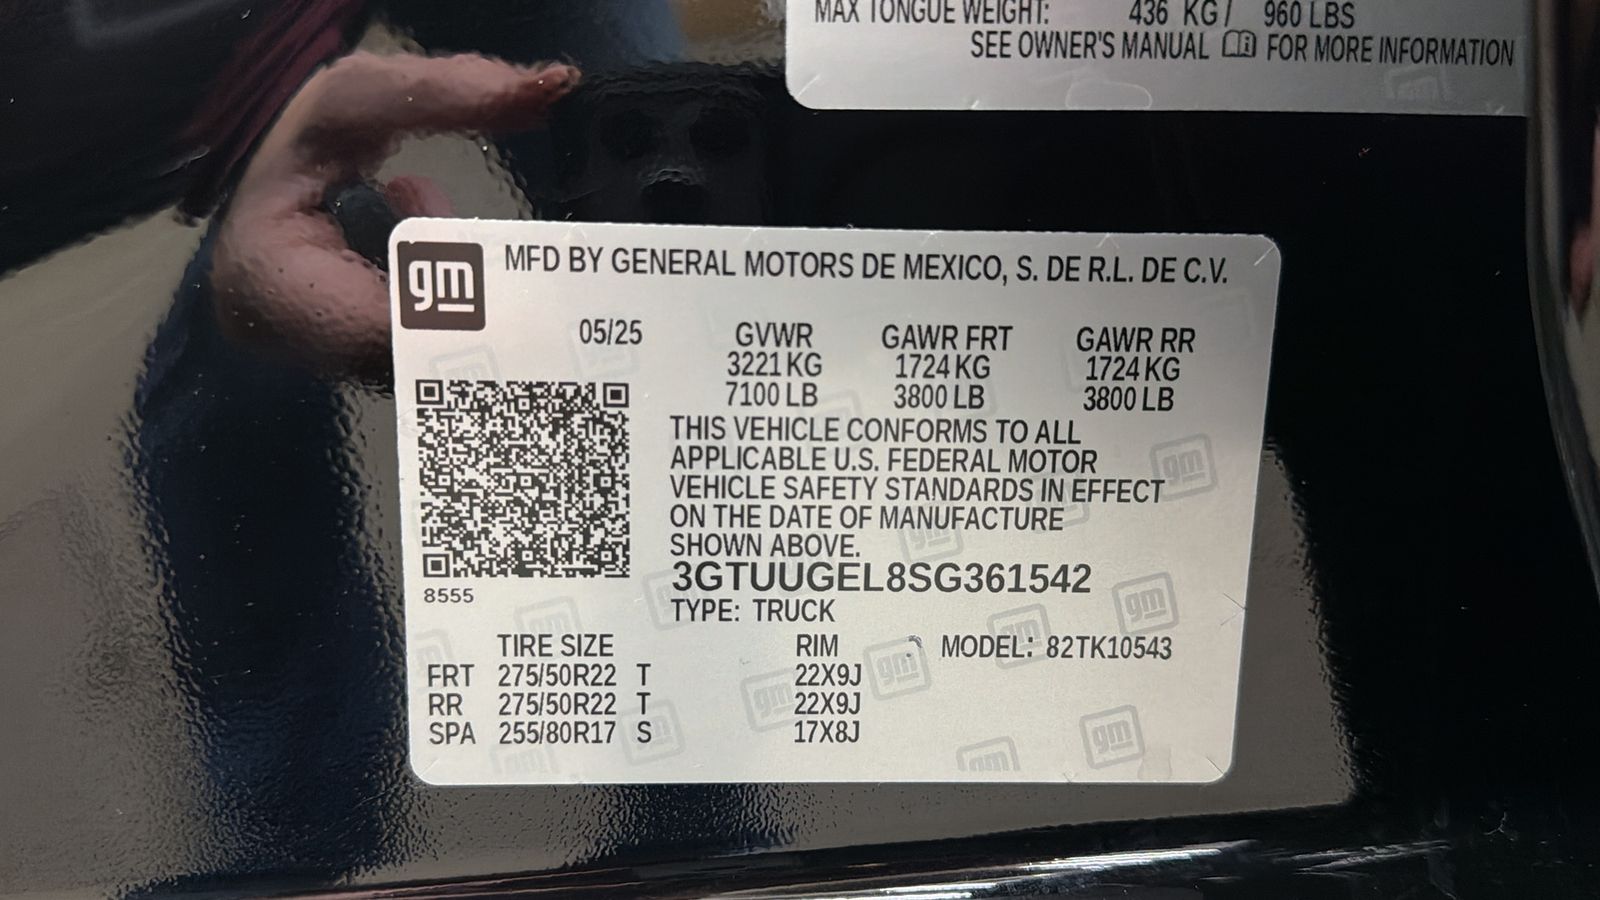 MAX TONGUE WEIGHT: 436 KG / 960 LBS
SEE OWNER'S MANUAL FOR MORE INFORMATION
gm MFD BY GENERAL MOTORS DE MEXICO, S. DE R.L. DE C.V.
05/25 GVWR GAWR FRT GAWR RR
3221 KG 1724 KG 1724 KG
7100 LB 3800 LB 3800 LB
THIS VEHICLE CONFORMS TO ALL
APPLICABLE U.S. FEDERAL MOTOR
VEHICLE SAFETY STANDARDS IN EFFECT
ON THE DATE OF MANUFACTURE
SHOWN ABOVE.
3GTUUGEL8SG361542
8555
TYPE: TRUCK
TIRE SIZE RIM MODEL: 82TK10543
FRT 275/50R22 T 22X9J
RR 275/50R22 T 22X9J
SPA 255/80R17 S 17X8J